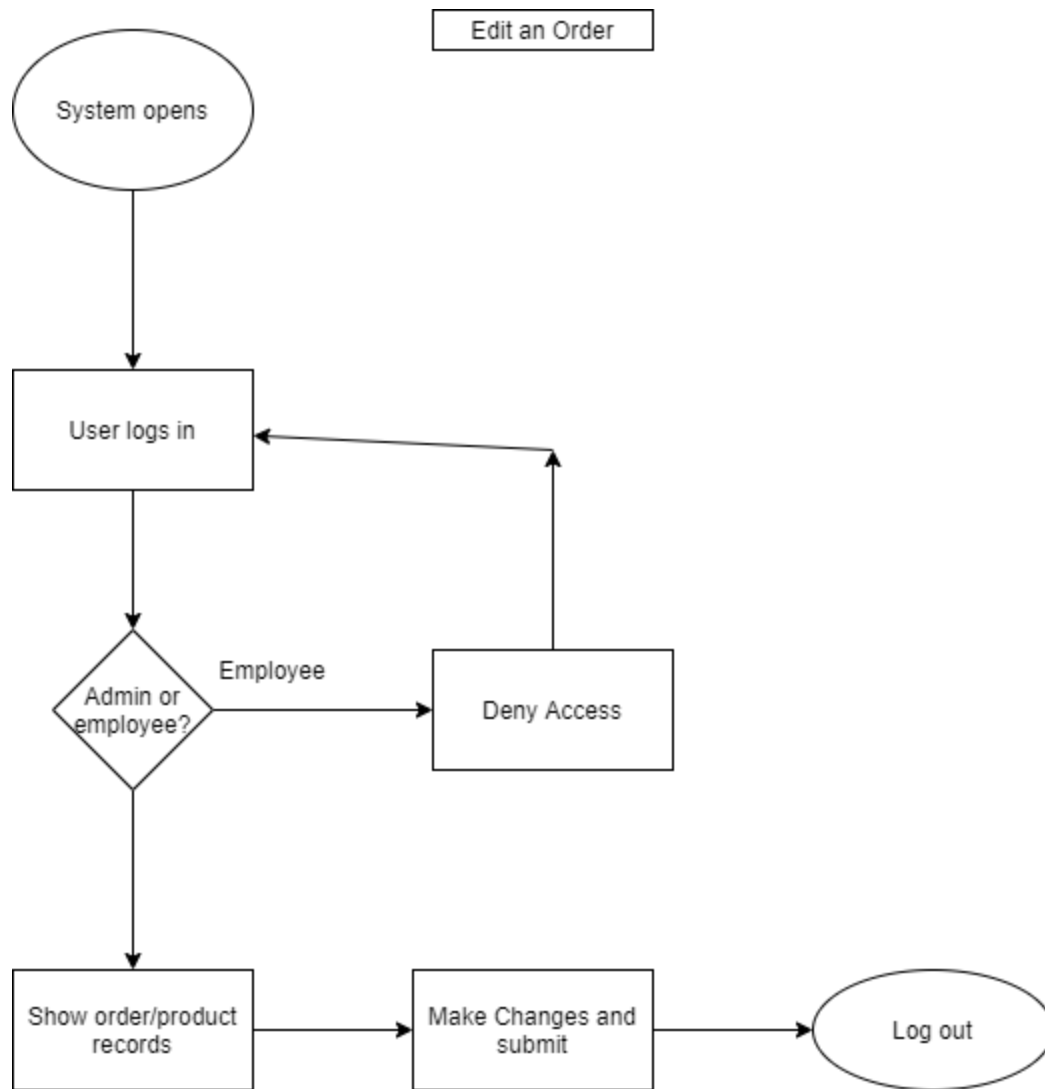 Edit an Order
System opens
User logs in
Employee
Admin or
employee?
Deny Access
Show order/product
records
Make Changes and
submit
Log out